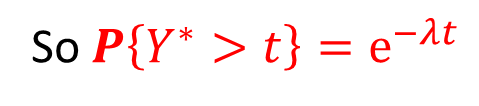 So P{Y* > t} = e^{−λt}